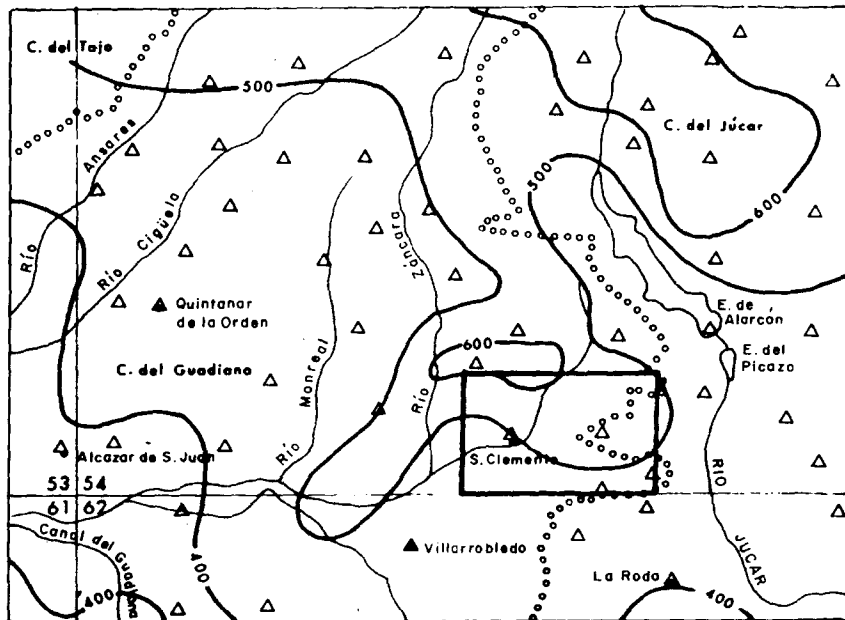 C. del Tajo
500
Ansares
Río
Río Cigüela
C. del Júcar
500
600
Záncara
Río
Quintanar
de la Orden
C. del Guadiana
Monreal
Río
600
E. de
Alarcón
E. del
Picazo
Alcazar de S. Juan
S. Clemente
53 54
61 62
RIO
JUCAR
Canal del Guadiana
400
400
Villarrobledo
La Roda
400